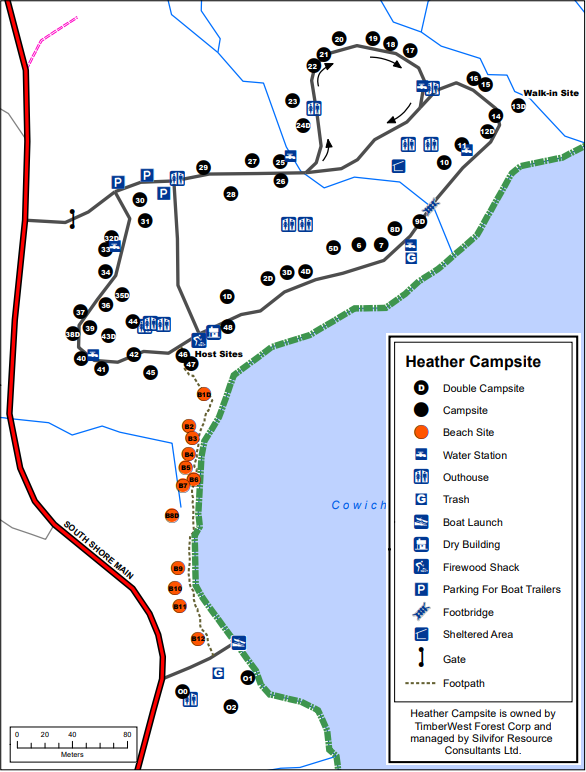 20
19
18
17
21
22
16
15
Walk-in Site
23
13D
14
24D
12D
11
27
25
10
29
26
28
30
31
9D
8D
32D
33
5D
6
7
G
34
2D
3D
4D
35D
1D
36
37
44
38D
39
43D
48
Host Sites
40
42
46
47
41
45
B1D
B2
B3
B4
B5
B6
B7
B8D
B9
B10
B11
B12
P
P
P
SOUTH SHORE MAIN
Cowich
G
O0
O1
O2
0 20 40 80
Meters
Heather Campsite
D Double Campsite
Campsite
Beach Site
Water Station
Outhouse
G Trash
Boat Launch
Dry Building
Firewood Shack
P Parking For Boat Trailers
Footbridge
Sheltered Area
Gate
Footpath
Heather Campsite is owned by
TimberWest Forest Corp and
managed by Silvifor Resource
Consultants Ltd.